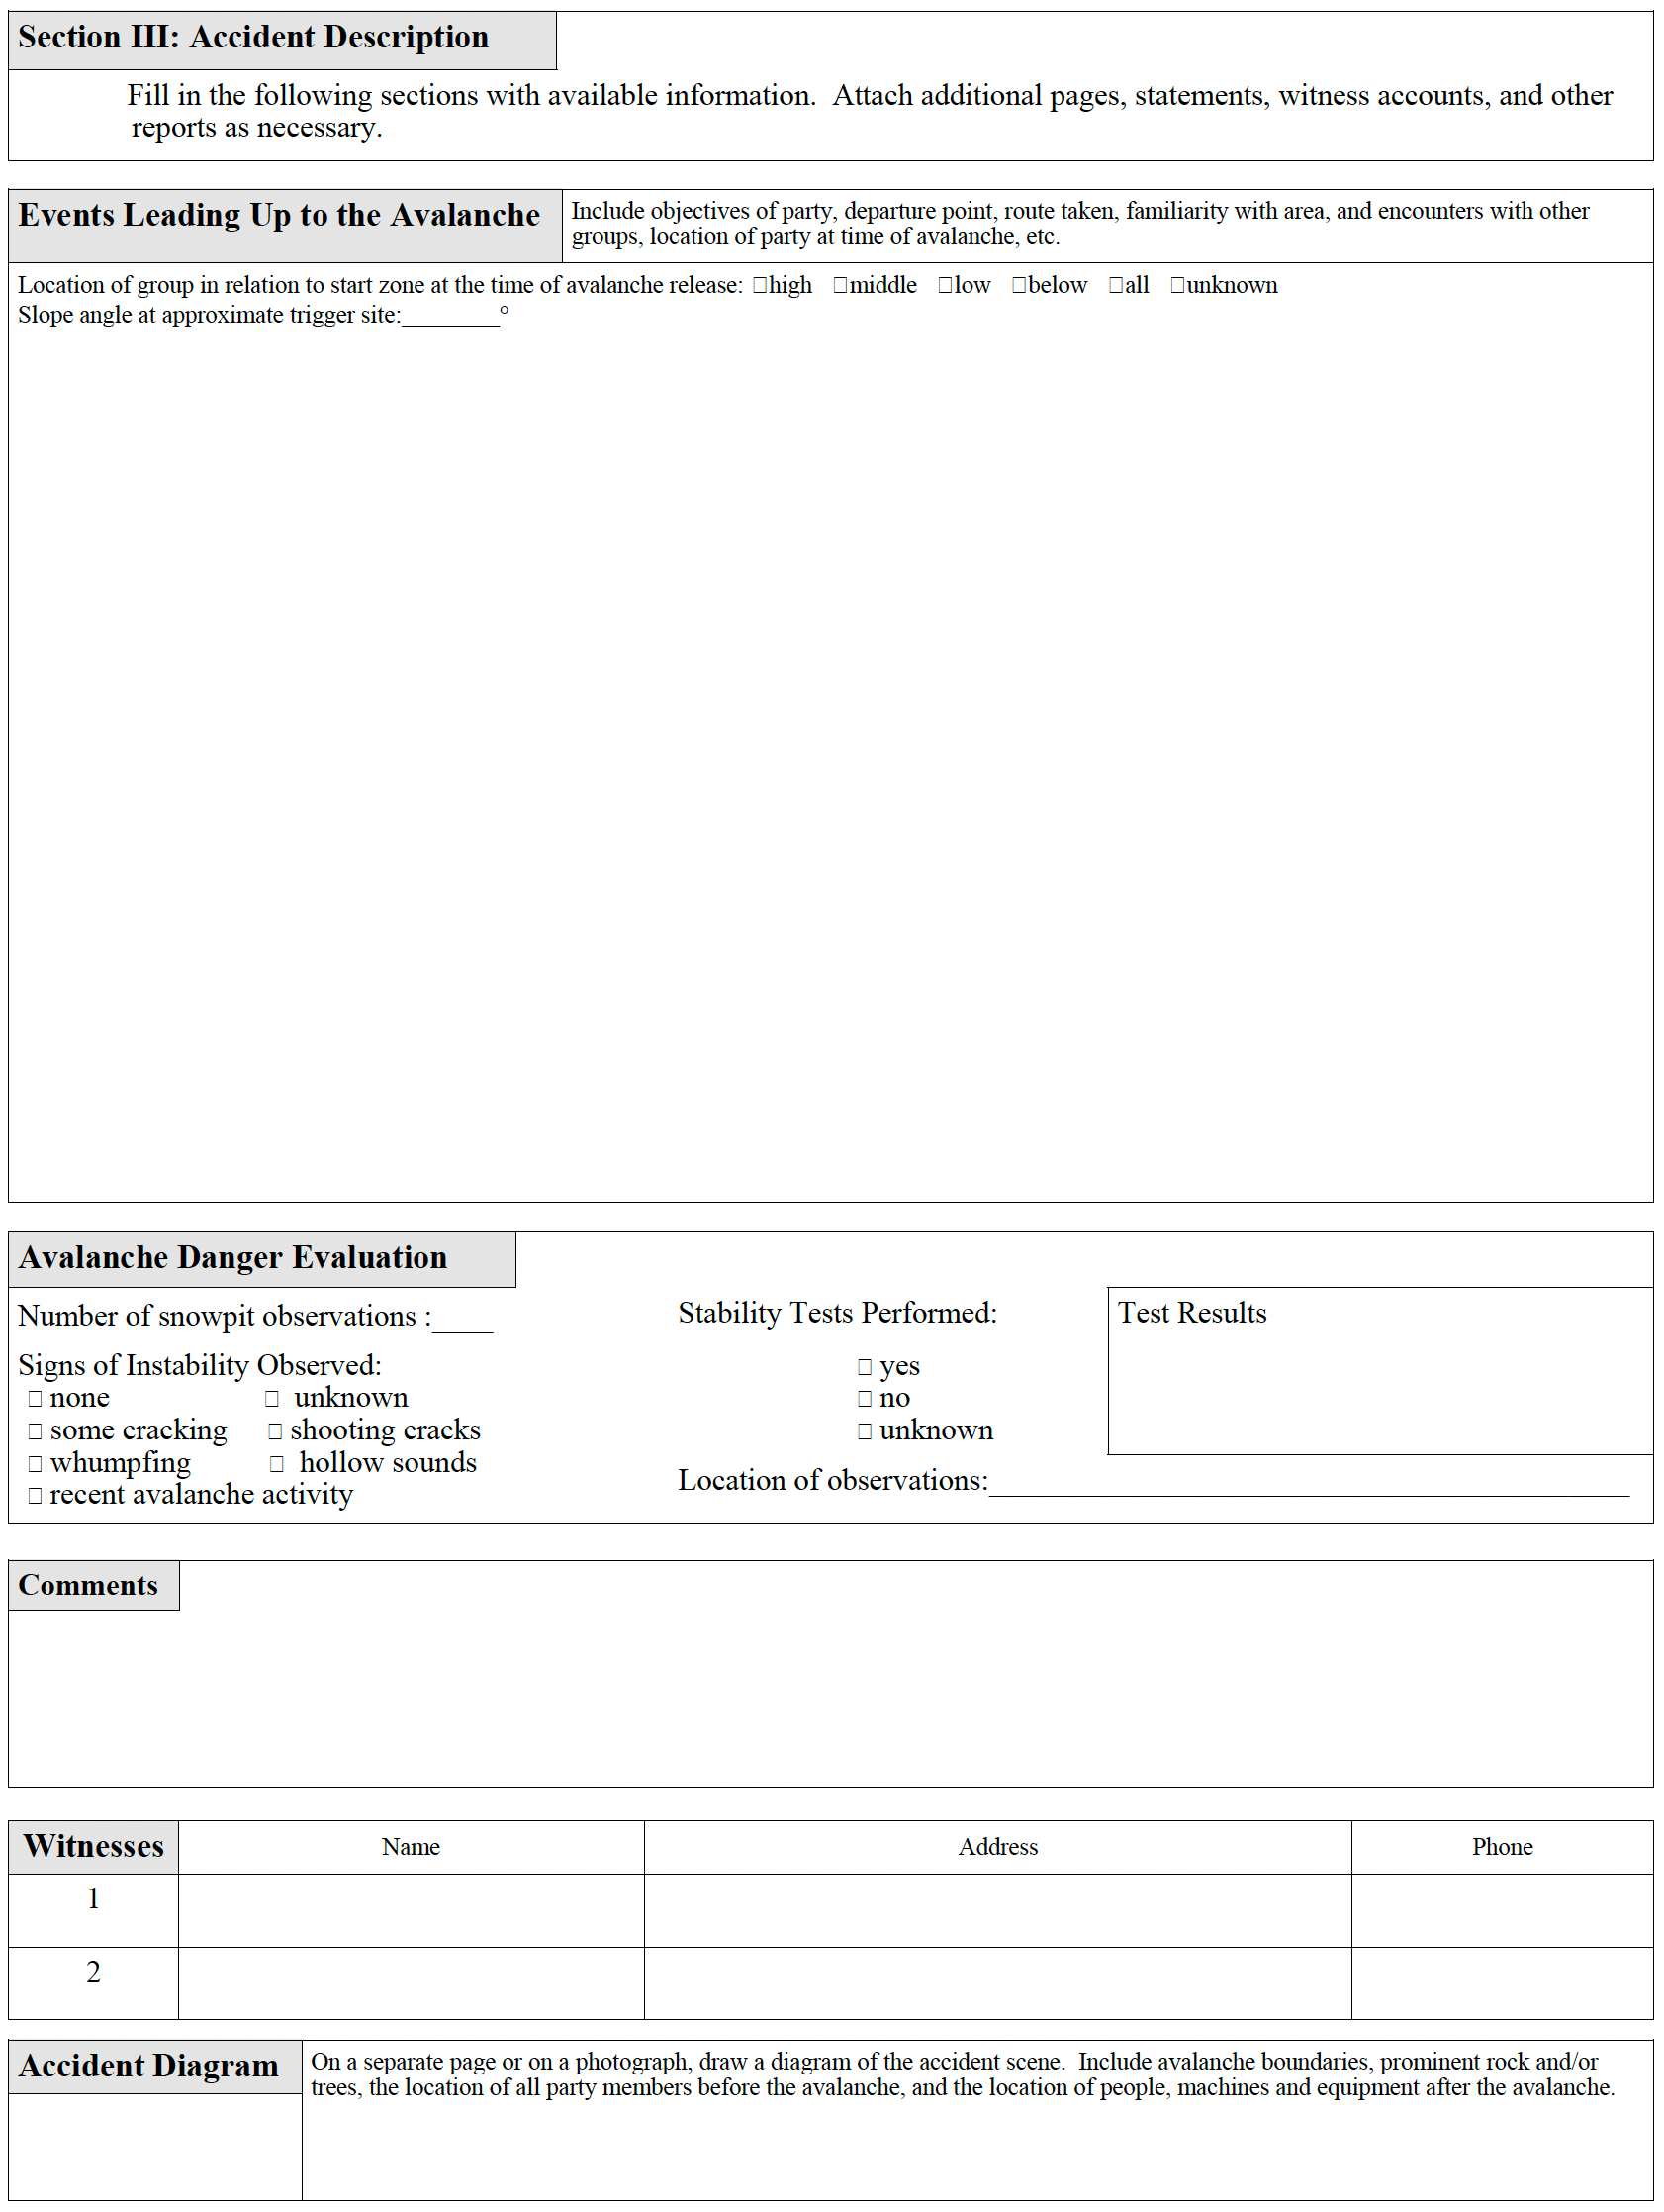 Section III: Accident Description
Fill in the following sections with available information.  Attach additional pages, statements, witness accounts, and other
reports as necessary.
Events Leading Up to the Avalanche
Include objectives of party, departure point, route taken, familiarity with area, and encounters with other
groups, location of party at time of avalanche, etc.
Location of group in relation to start zone at the time of avalanche release: □high □middle □low □below □all □unknown
Slope angle at approximate trigger site:________°
Avalanche Danger Evaluation
Number of snowpit observations :____
Signs of Instability Observed:
□ none □ unknown
□ some cracking □ shooting cracks
□ whumpfing □ hollow sounds
□ recent avalanche activity
Stability Tests Performed:
□ yes
□ no
□ unknown
Test Results
Location of observations:__________________________________________
Comments
Witnesses Name Address Phone
1
2
Accident Diagram
On a separate page or on a photograph, draw a diagram of the accident scene.  Include avalanche boundaries, prominent rock and/or
trees, the location of all party members before the avalanche, and the location of people, machines and equipment after the avalanche.